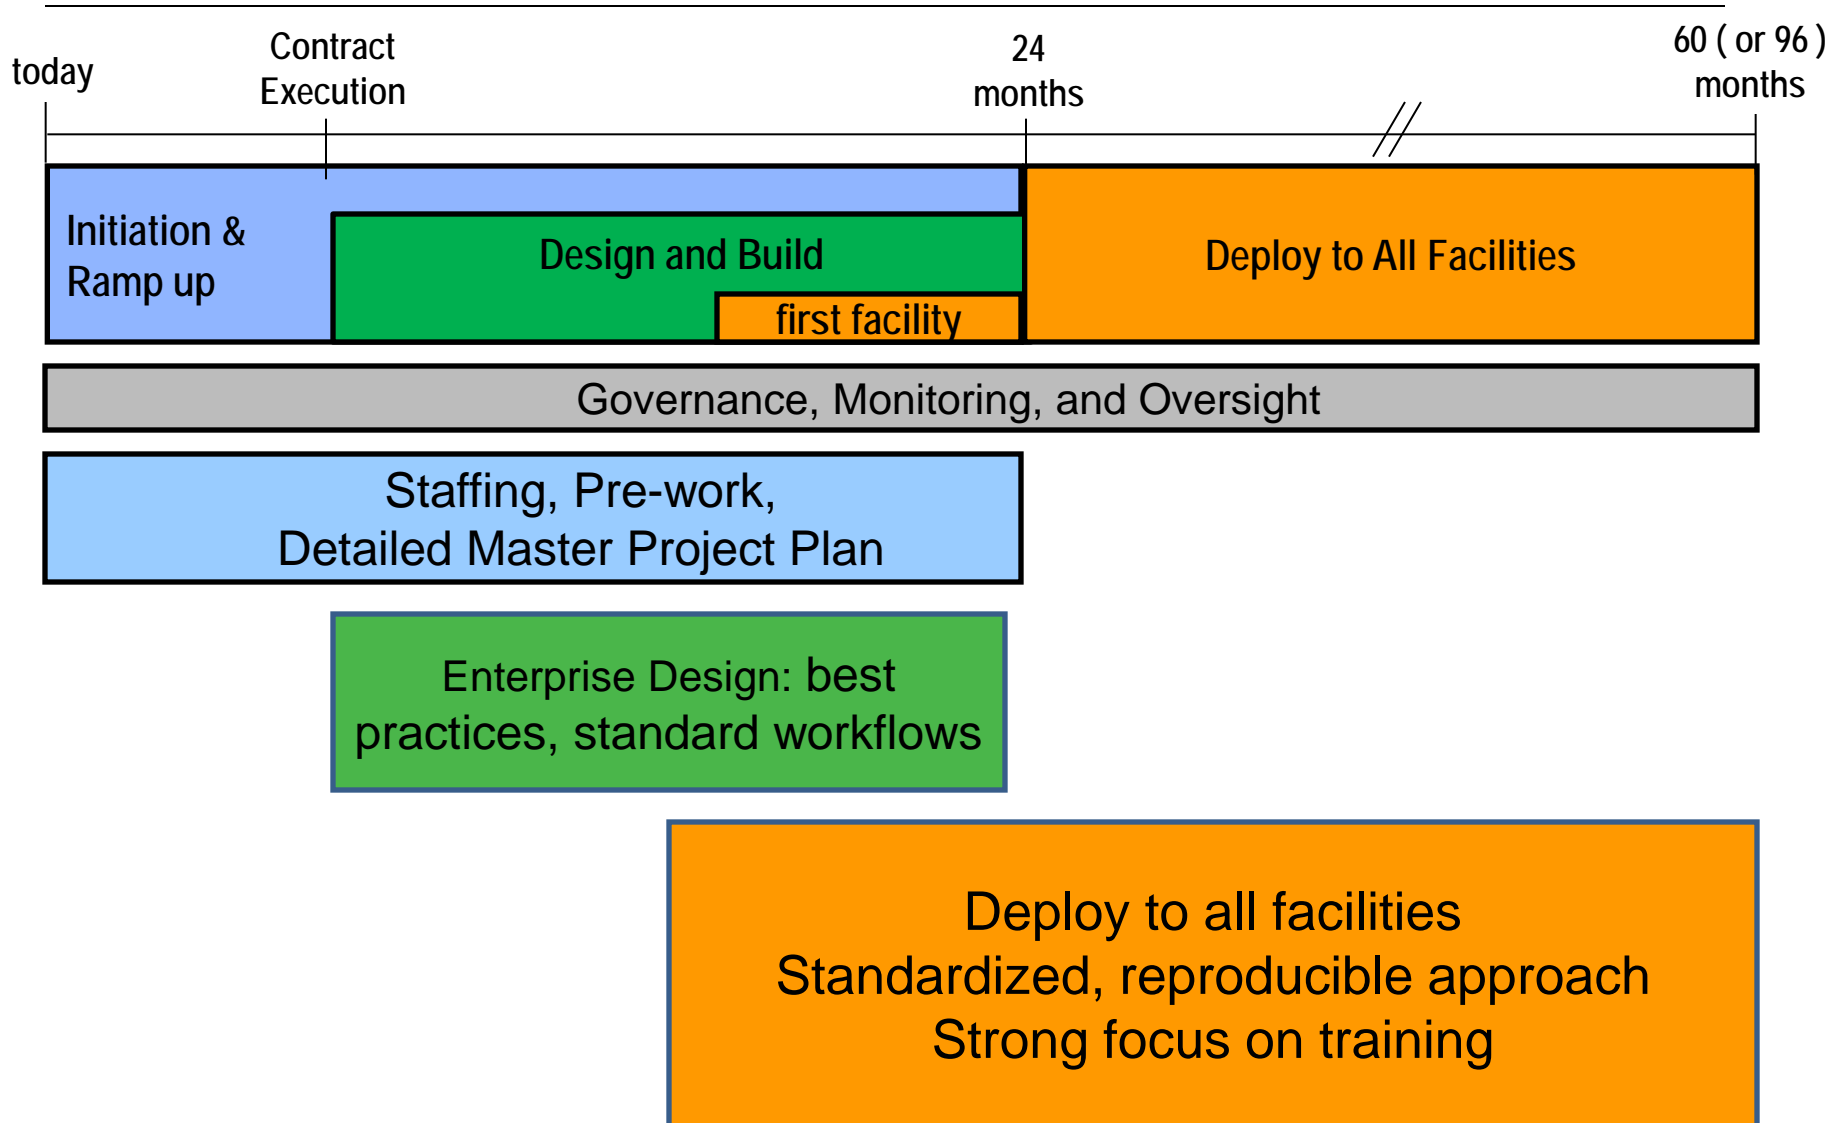 today
Contract
Execution
24
months
60 ( or 96 )
months
Initiation &
Ramp up
Design and Build
first facility
Deploy to All Facilities
Governance, Monitoring, and Oversight
Staffing, Pre-work,
Detailed Master Project Plan
Enterprise Design: best
practices, standard workflows
Deploy to all facilities
Standardized, reproducible approach
Strong focus on training